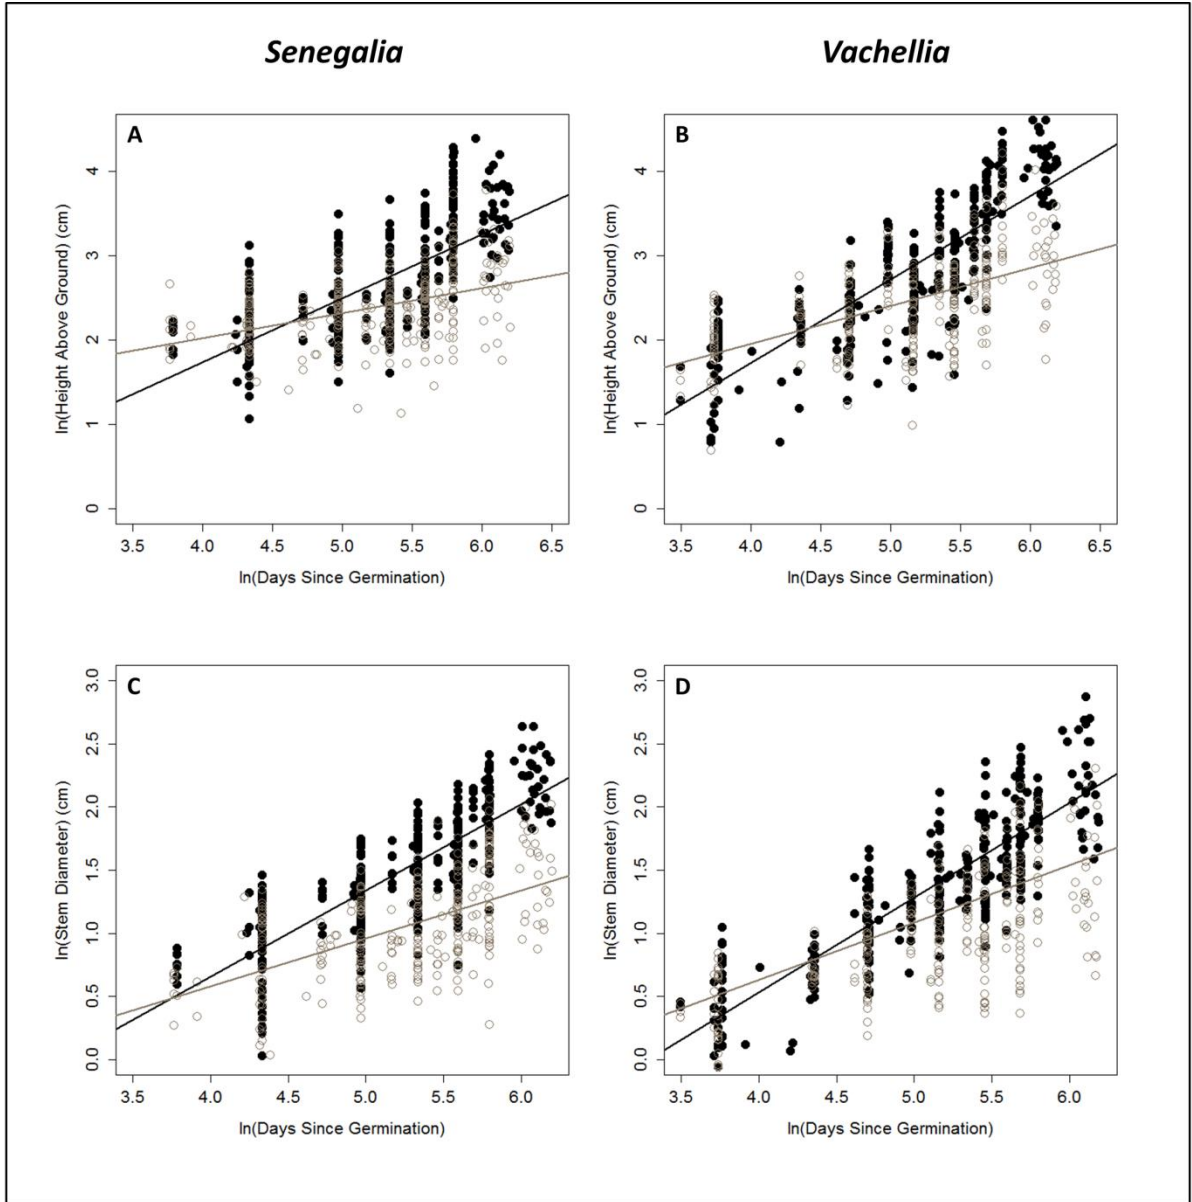 Senegalia Vachellia
A B
ln(Height Above Ground) (cm) ln(Height Above Ground) (cm)
4 4
3 3
2 2
1 1
0 0
3.5 4.0 4.5 5.0 5.5 6.0 6.5 3.5 4.0 4.5 5.0 5.5 6.0 6.5
ln(Days Since Germination) ln(Days Since Germination)
C D
ln(Stem Diameter) (cm) ln(Stem Diameter) (cm)
3.0 3.0
2.5 2.5
2.0 2.0
1.5 1.5
1.0 1.0
0.5 0.5
0.0 0.0
3.5 4.0 4.5 5.0 5.5 6.0 3.5 4.0 4.5 5.0 5.5 6.0
ln(Days Since Germination) ln(Days Since Germination)